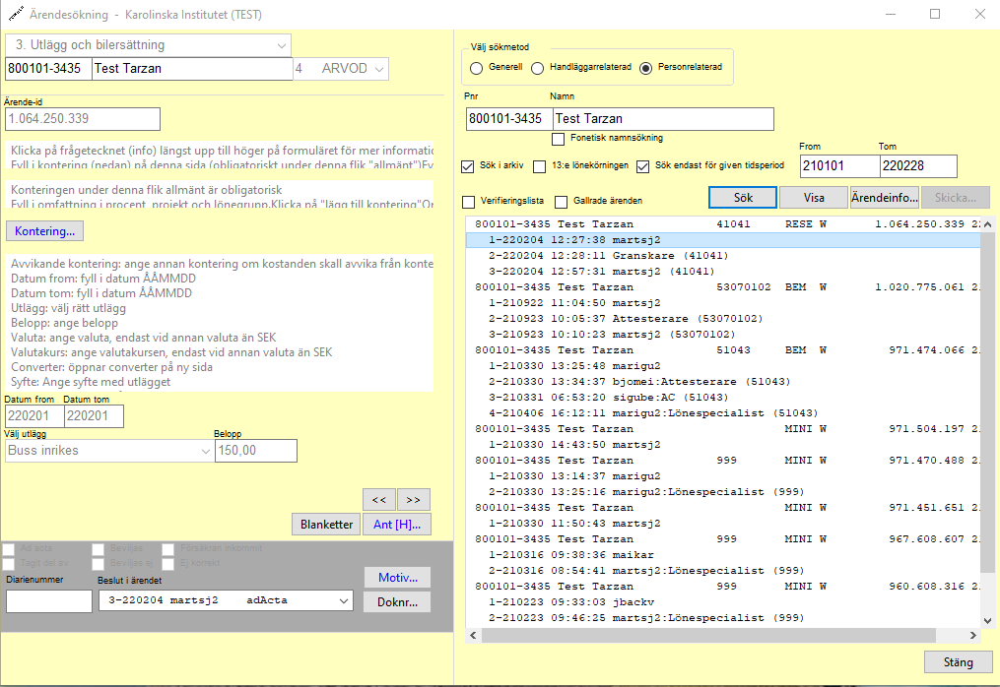 Ärendesökning - Karolinska Institutet (TEST)
3. Utlägg och bilersättning
800101-3435 Test Tarzan 4 ARVOD
Ärende-id
1.064.250.339
Klicka på frågetecknet (info) längst upp till höger på formuläret för mer informatic
Fyll i kontering (nedan) på denna sida (obligatoriskt under denna flik "allmänt")Ev
Konteringen under denna flik allmänt är obligatorisk
Fyll i omfattning i procent, projekt och lönegrupp.Klicka på "lägg till kontering"Or
Kontering...
Avvikande kontering: ange annan kontering om kostanden skall avvika från konte
Datum from: fyll i datum ÅÅMMDD
Datum tom: fyll i datum ÅÅMMDD
Utlägg: välj rätt utlägg
Belopp: ange belopp
Valuta: ange valuta, endast vid annan valuta än SEK
Valutakurs: ange valutakursen, endast vid annan valuta än SEK
Converter: öppnar converter på ny sida
Syfte: Ange syfte med utlägget
Datum from Datum tom
220201 220201
Välj utlägg Belopp
Buss inrikes 150,00
<< >>
Blanketter Ant [H]...
Ad acta Beviljas Försäkran inkommit
Tagit del av Beviljas ej Ej korrekt
Diarienummer Beslut i ärendet
3-220204 martsj2 adActa
Motiv...
Doknr...
Välj sökmetod
Generell Handläggarrelaterad Personrelaterad
Pnr Namn
800101-3435 Test Tarzan
Fonetisk namnsökning
From Tom
Sök i arkiv 13:e lönekörningen Sök endast för given tidsperiod 210101 220228
Verifieringslista Gallrade ärenden Sök Visa Ärendeinfo... Skicka...
800101-3435 Test Tarzan 41041 RESE W 1.064.250.339 22
1-220204 12:27:38 martsj2
2-220204 12:28:11 Granskare (41041)
3-220204 12:57:31 martsj2 (41041)
800101-3435 Test Tarzan 53070102 BEM W 1.020.775.061 2
1-210922 11:04:50 martsj2
2-210923 10:05:37 Attesterare (53070102)
3-210923 10:10:23 martsj2 (53070102)
800101-3435 Test Tarzan 51043 BEM W 971.474.066 2
1-210330 13:25:48 marigu2
2-210330 13:34:37 bjomei:Attesterare (51043)
3-210331 06:53:20 sigube:AC (51043)
4-210406 16:12:11 marigu2:Lönespecialist (51043)
800101-3435 Test Tarzan MINI W 971.504.197 2
1-210330 14:43:50 martsj2
800101-3435 Test Tarzan 999 MINI W 971.470.488 2
1-210330 13:14:37 marigu2
2-210330 13:25:16 marigu2:Lönespecialist (999)
800101-3435 Test Tarzan MINI W 971.451.651 2
1-210330 11:50:43 martsj2
800101-3435 Test Tarzan 999 MINI W 967.608.607 2
1-210316 09:38:36 maikar
2-210316 08:54:41 martsj2:Lönespecialist (999)
800101-3435 Test Tarzan 999 MINI W 960.608.316 2
1-210223 09:33:03 jbackv
2-210223 09:46:25 martsj2:Lönespecialist (999)
Stäng